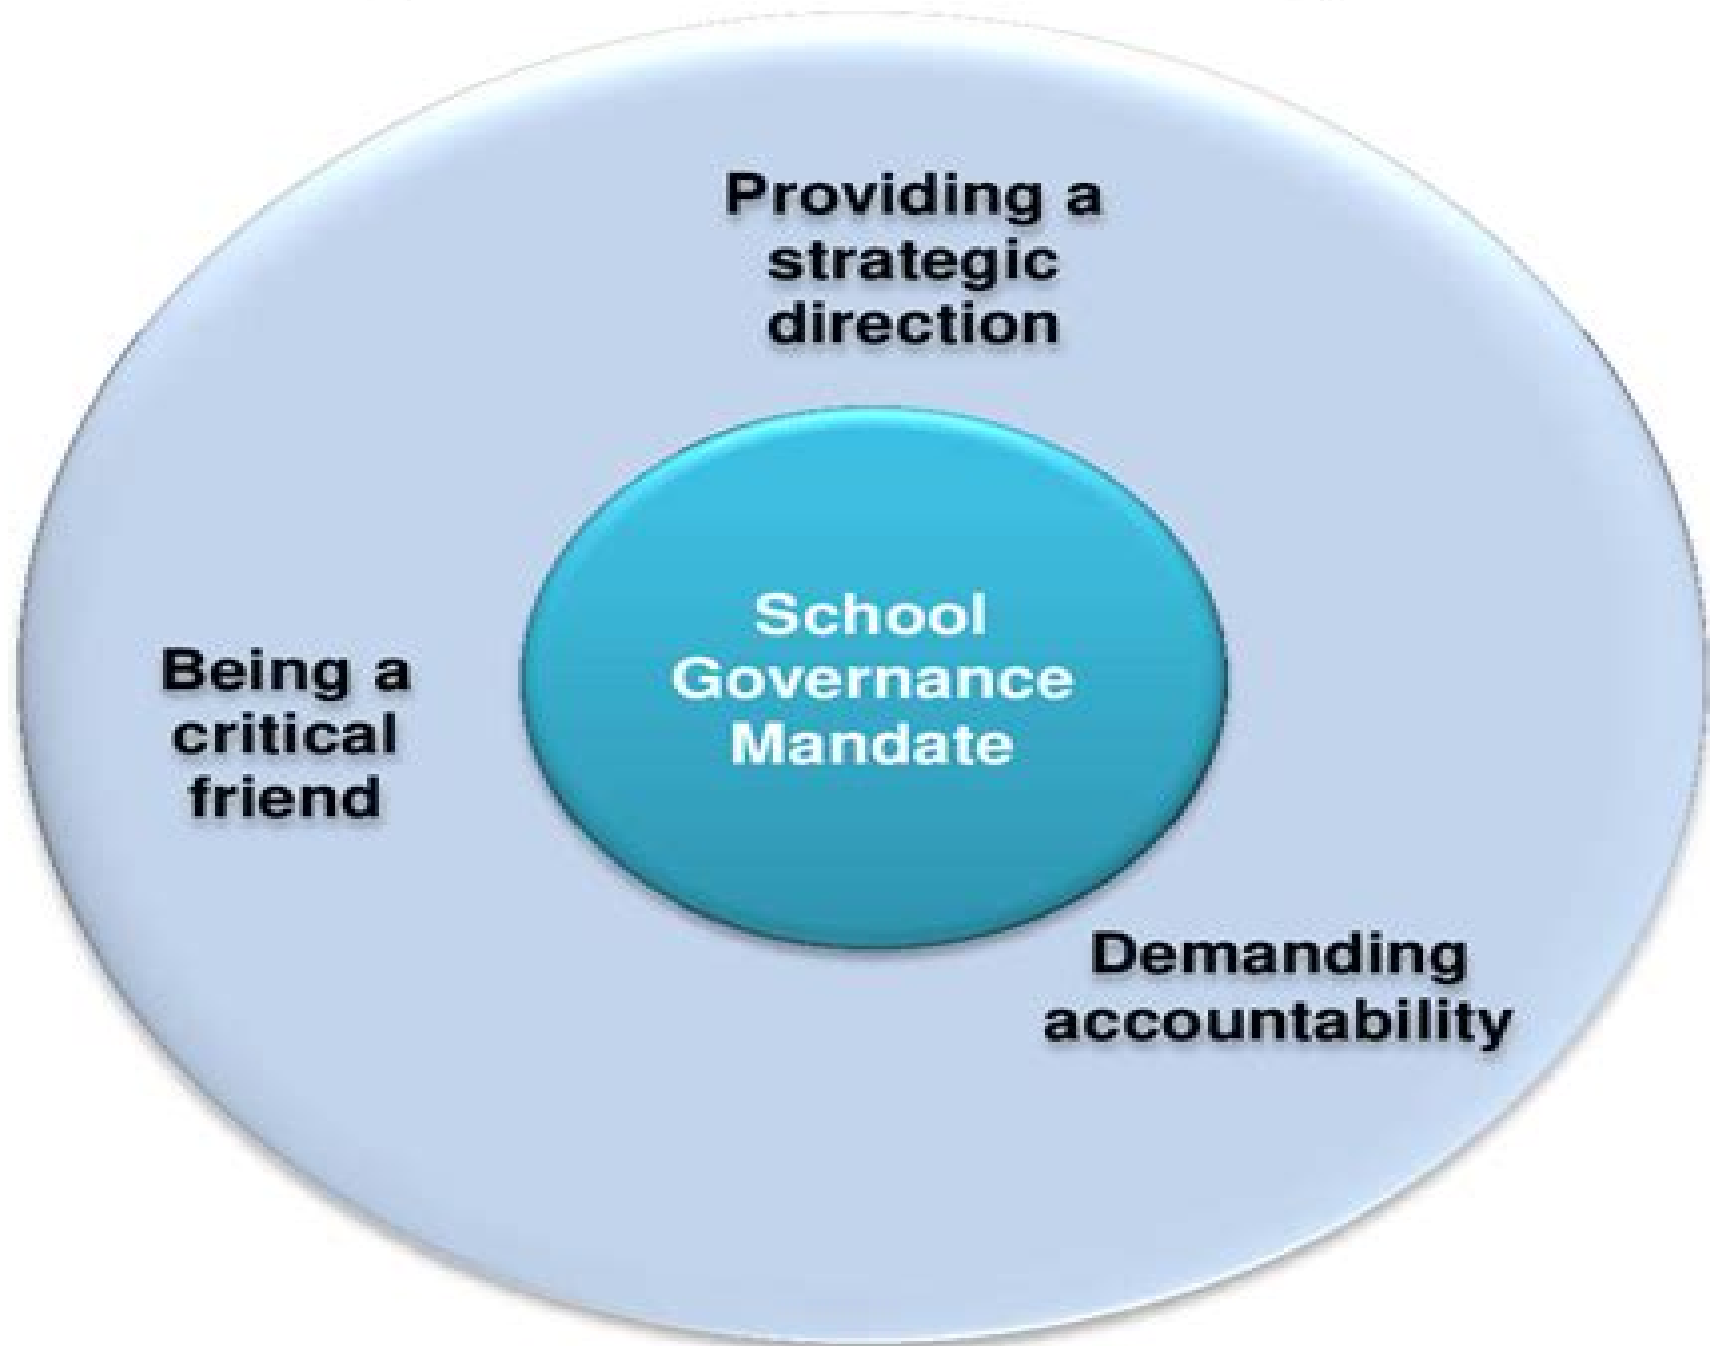 Providing a
strategic
direction
School
Governance
Mandate
Being a
critical
friend
Demanding
accountability